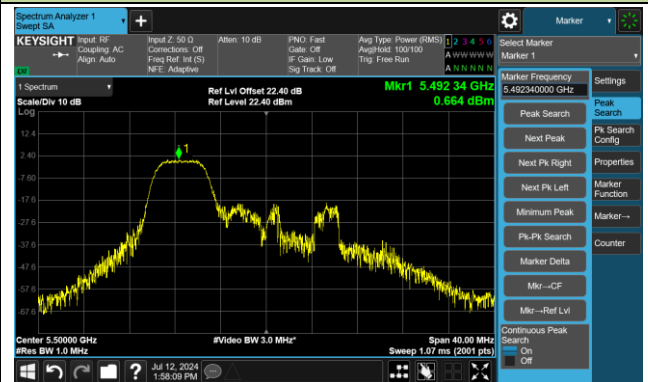 Spectrum Analyzer 1
Swept SA
+
Marker
KEYSIGHT
Input: RF
Coupling: AC
Align: Auto
Input Z: 50 Ω
Corrections: Off
Freq Ref: Int (S)
NFE: Adaptive
Atten: 10 dB
PNO: Fast
Gate: Off
IF Gain: Low
Sig Track: Off
Avg Type: Power (RMS)
Avg|Hold: 100/100
Trig: Free Run
1 2 3 4 5 6
A W W W W W
A N N N N N
LXI
Select Marker
Marker 1
1 Spectrum
Scale/Div 10 dB
Log
Ref Lvl Offset 22.40 dB
Ref Level 22.40 dBm
Mkr1 5.492 34 GHz
0.664 dBm
12.4
2.40
-7.60
-17.6
-27.6
-37.6
-47.6
-57.6
-67.6
1
Center 5.50000 GHz
#Res BW 1.0 MHz
#Video BW 3.0 MHz*
Span 40.00 MHz
Sweep 1.07 ms (2001 pts)
Marker Frequency
5.492340000 GHz
Peak Search
Next Peak
Next Pk Right
Next Pk Left
Minimum Peak
Pk-Pk Search
Marker Delta
Mkr→CF
Mkr→Ref Lvl
Continuous Peak
Search
On
Off
Settings
Peak
Search
Pk Search
Config
Properties
Marker
Function
Marker→
Counter
?
Jul 12, 2024
1:58:09 PM